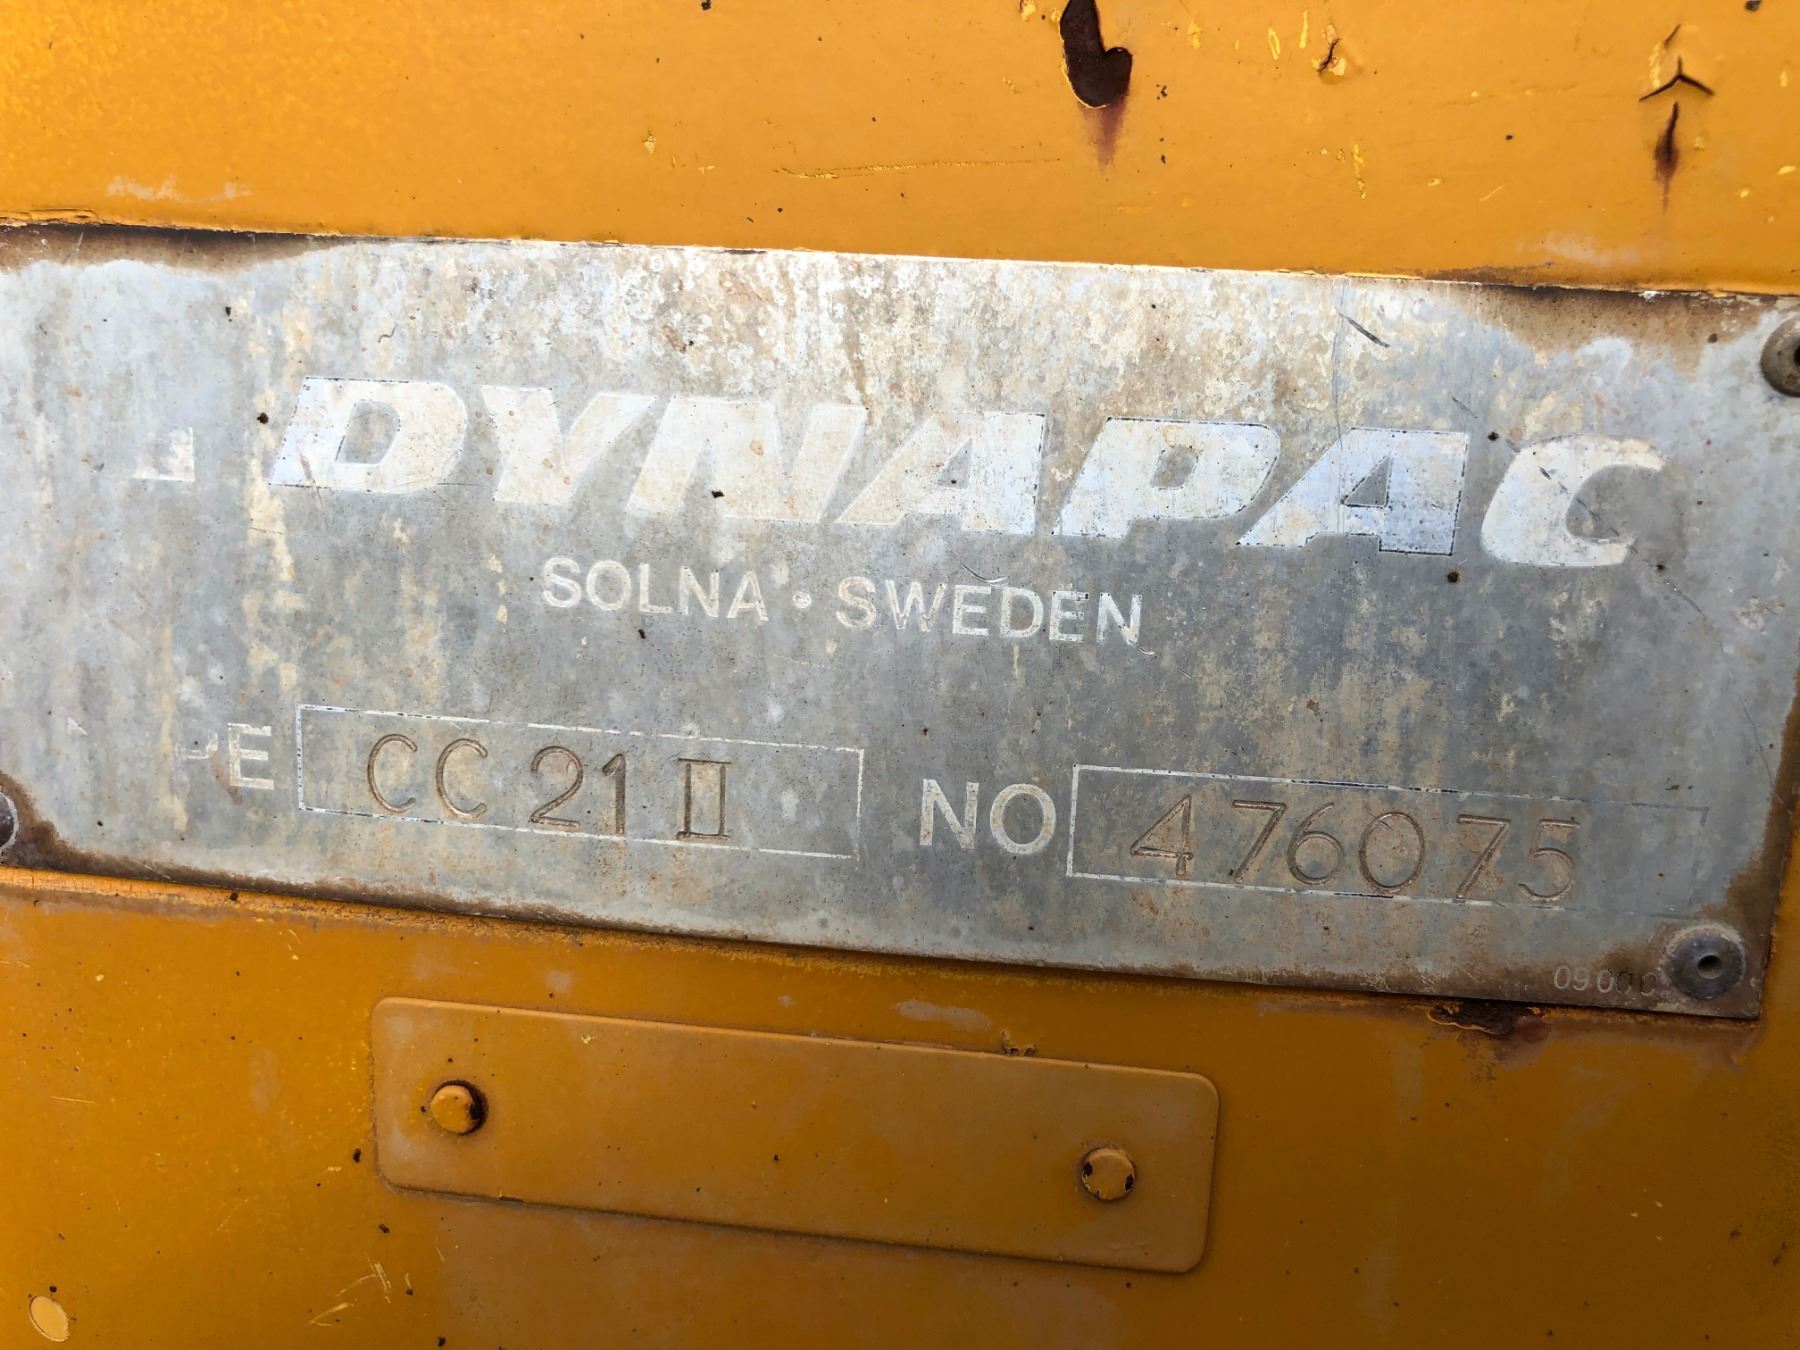 DYNAPAC
SOLNA · SWEDEN
PE CC 21 II NO 476075